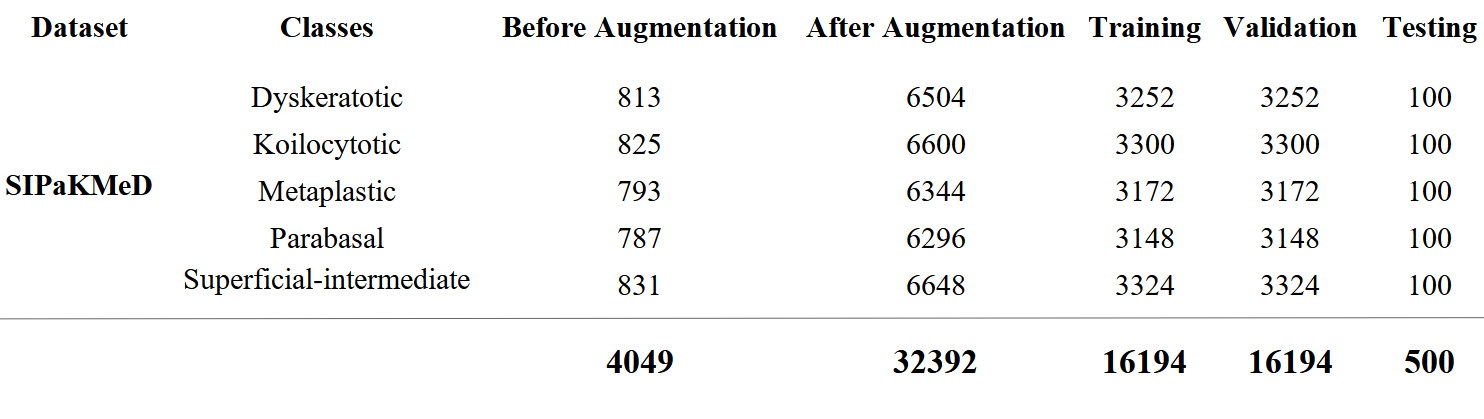 Dataset Classes Before Augmentation After Augmentation Training Validation Testing
Dyskeratotic 813 6504 3252 3252 100
Koilocytotic 825 6600 3300 3300 100
SIPaKMeD Metaplastic 793 6344 3172 3172 100
Parabasal 787 6296 3148 3148 100
Superficial-intermediate 831 6648 3324 3324 100
4049 32392 16194 16194 500